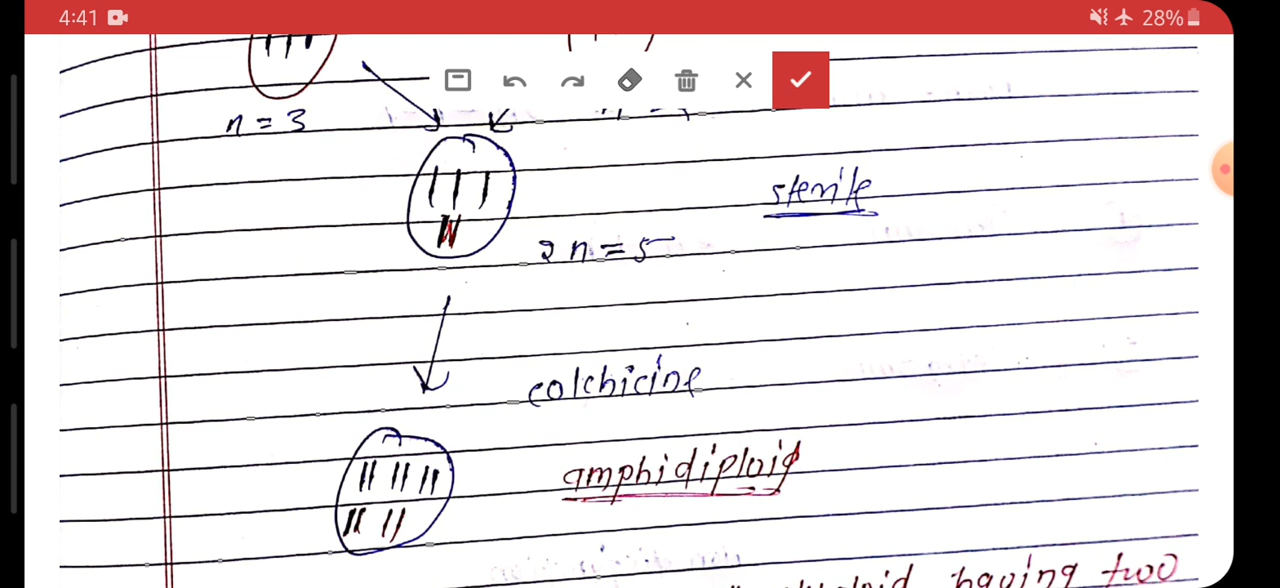 4:41
28%
n = 3
sterile
2n = 5
colchicine
amphidiploid
having two